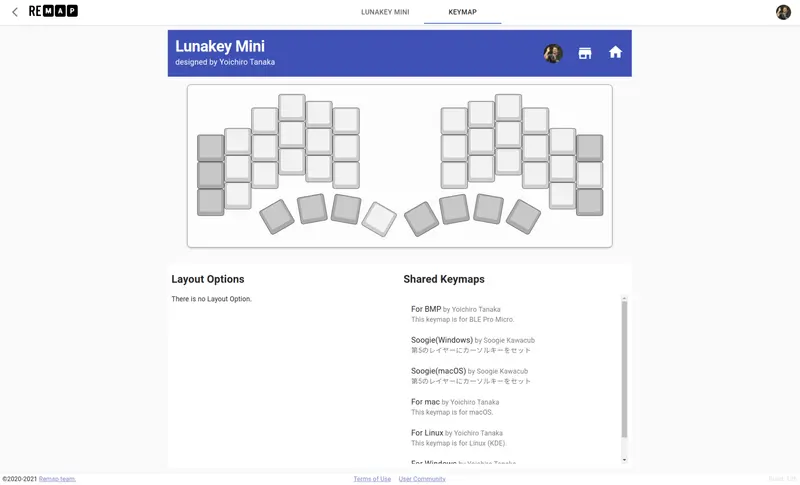 REMAP
LUNAKEY MINI
KEYMAP
Lunakey Mini
designed by Yoichiro Tanaka
Layout Options
There is no Layout Option.
Shared Keymaps
For BMP by Yoichiro Tanaka
This keymap is for BLE Pro Micro.
Soogie(Windows) by Soogie Kawacub
第5のレイヤーにカーソルキーをセット
Soogie(macOS) by Soogie Kawacub
第5のレイヤーにカーソルキーをセット
For mac by Yoichiro Tanaka
This keymap is for macOS.
For Linux by Yoichiro Tanaka
This keymap is for Linux (KDE).
For Windows by Yoichiro Tanaka
©2020-2021 Remap team.
Terms of Use
User Community